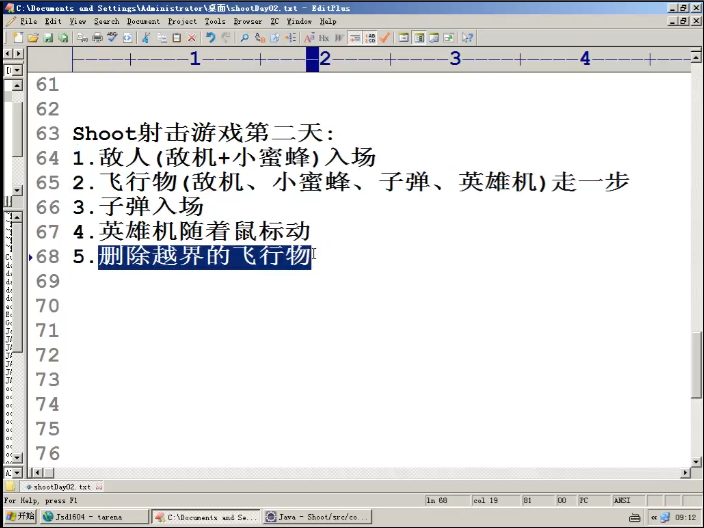 C:\Documents and Settings\Administrator\桌面\shootDay02.txt - EditPlus
File Edit View Search Document Project Tools Browser ZC Window Help
1 2 3 4
61
62
63 Shoot射击游戏第二天:
64 1.敌人(敌机+小蜜蜂)入场
65 2.飞行物(敌机、小蜜蜂、子弹、英雄机)走一步
66 3.子弹入场
67 4.英雄机随着鼠标动
68 5.删除越界的飞行物
69
70
71
72
73
74
75
76
shootDay02.txt
For Help, press F1 ln 68 col 19 81 00 PC ANSI
开始 Jsd1604 - tarena C:\Documents and Se... Java - Shoot/src/co... 09:12